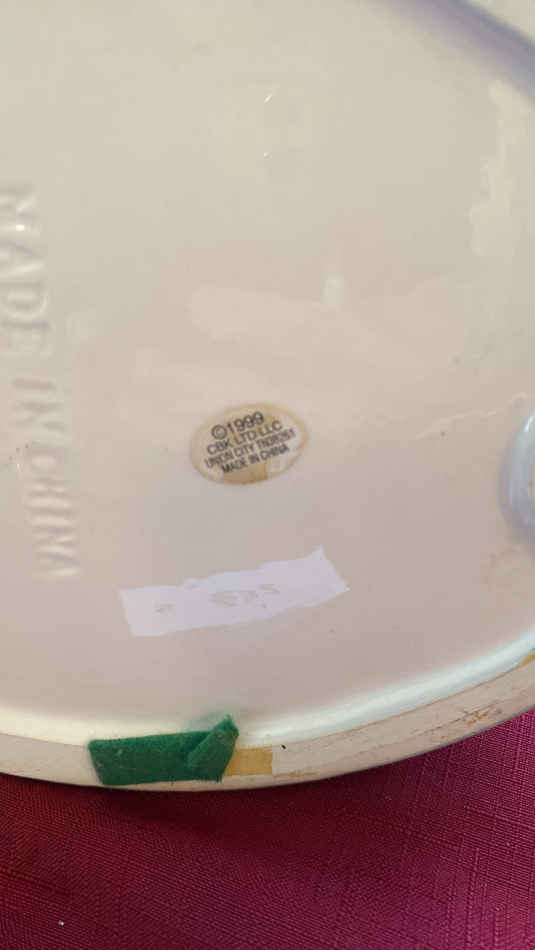 ©1999
CBK LTD LLC
UNION CITY TN38261
MADE IN CHINA
MADE IN CHINA